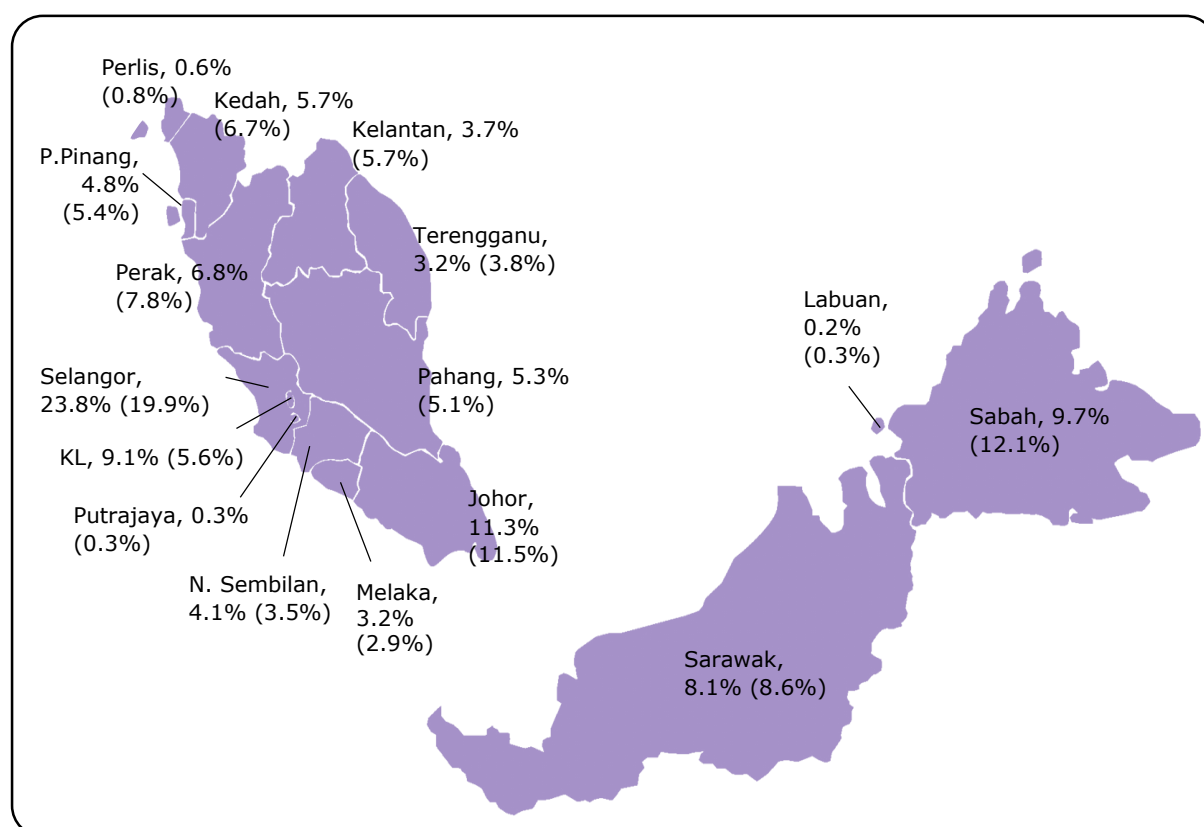 Perlis, 0.6%
(0.8%)
Kedah, 5.7%
(6.7%)
Kelantan, 3.7%
(5.7%)
P.Pinang,
4.8%
(5.4%)
Terengganu,
3.2% (3.8%)
Perak, 6.8%
(7.8%)
Labuan,
0.2%
(0.3%)
Selangor,
23.8% (19.9%)
Pahang, 5.3%
(5.1%)
Sabah, 9.7%
(12.1%)
KL, 9.1% (5.6%)
Putrajaya, 0.3%
(0.3%)
Johor,
11.3%
(11.5%)
N. Sembilan,
4.1% (3.5%)
Melaka,
3.2%
(2.9%)
Sarawak,
8.1% (8.6%)